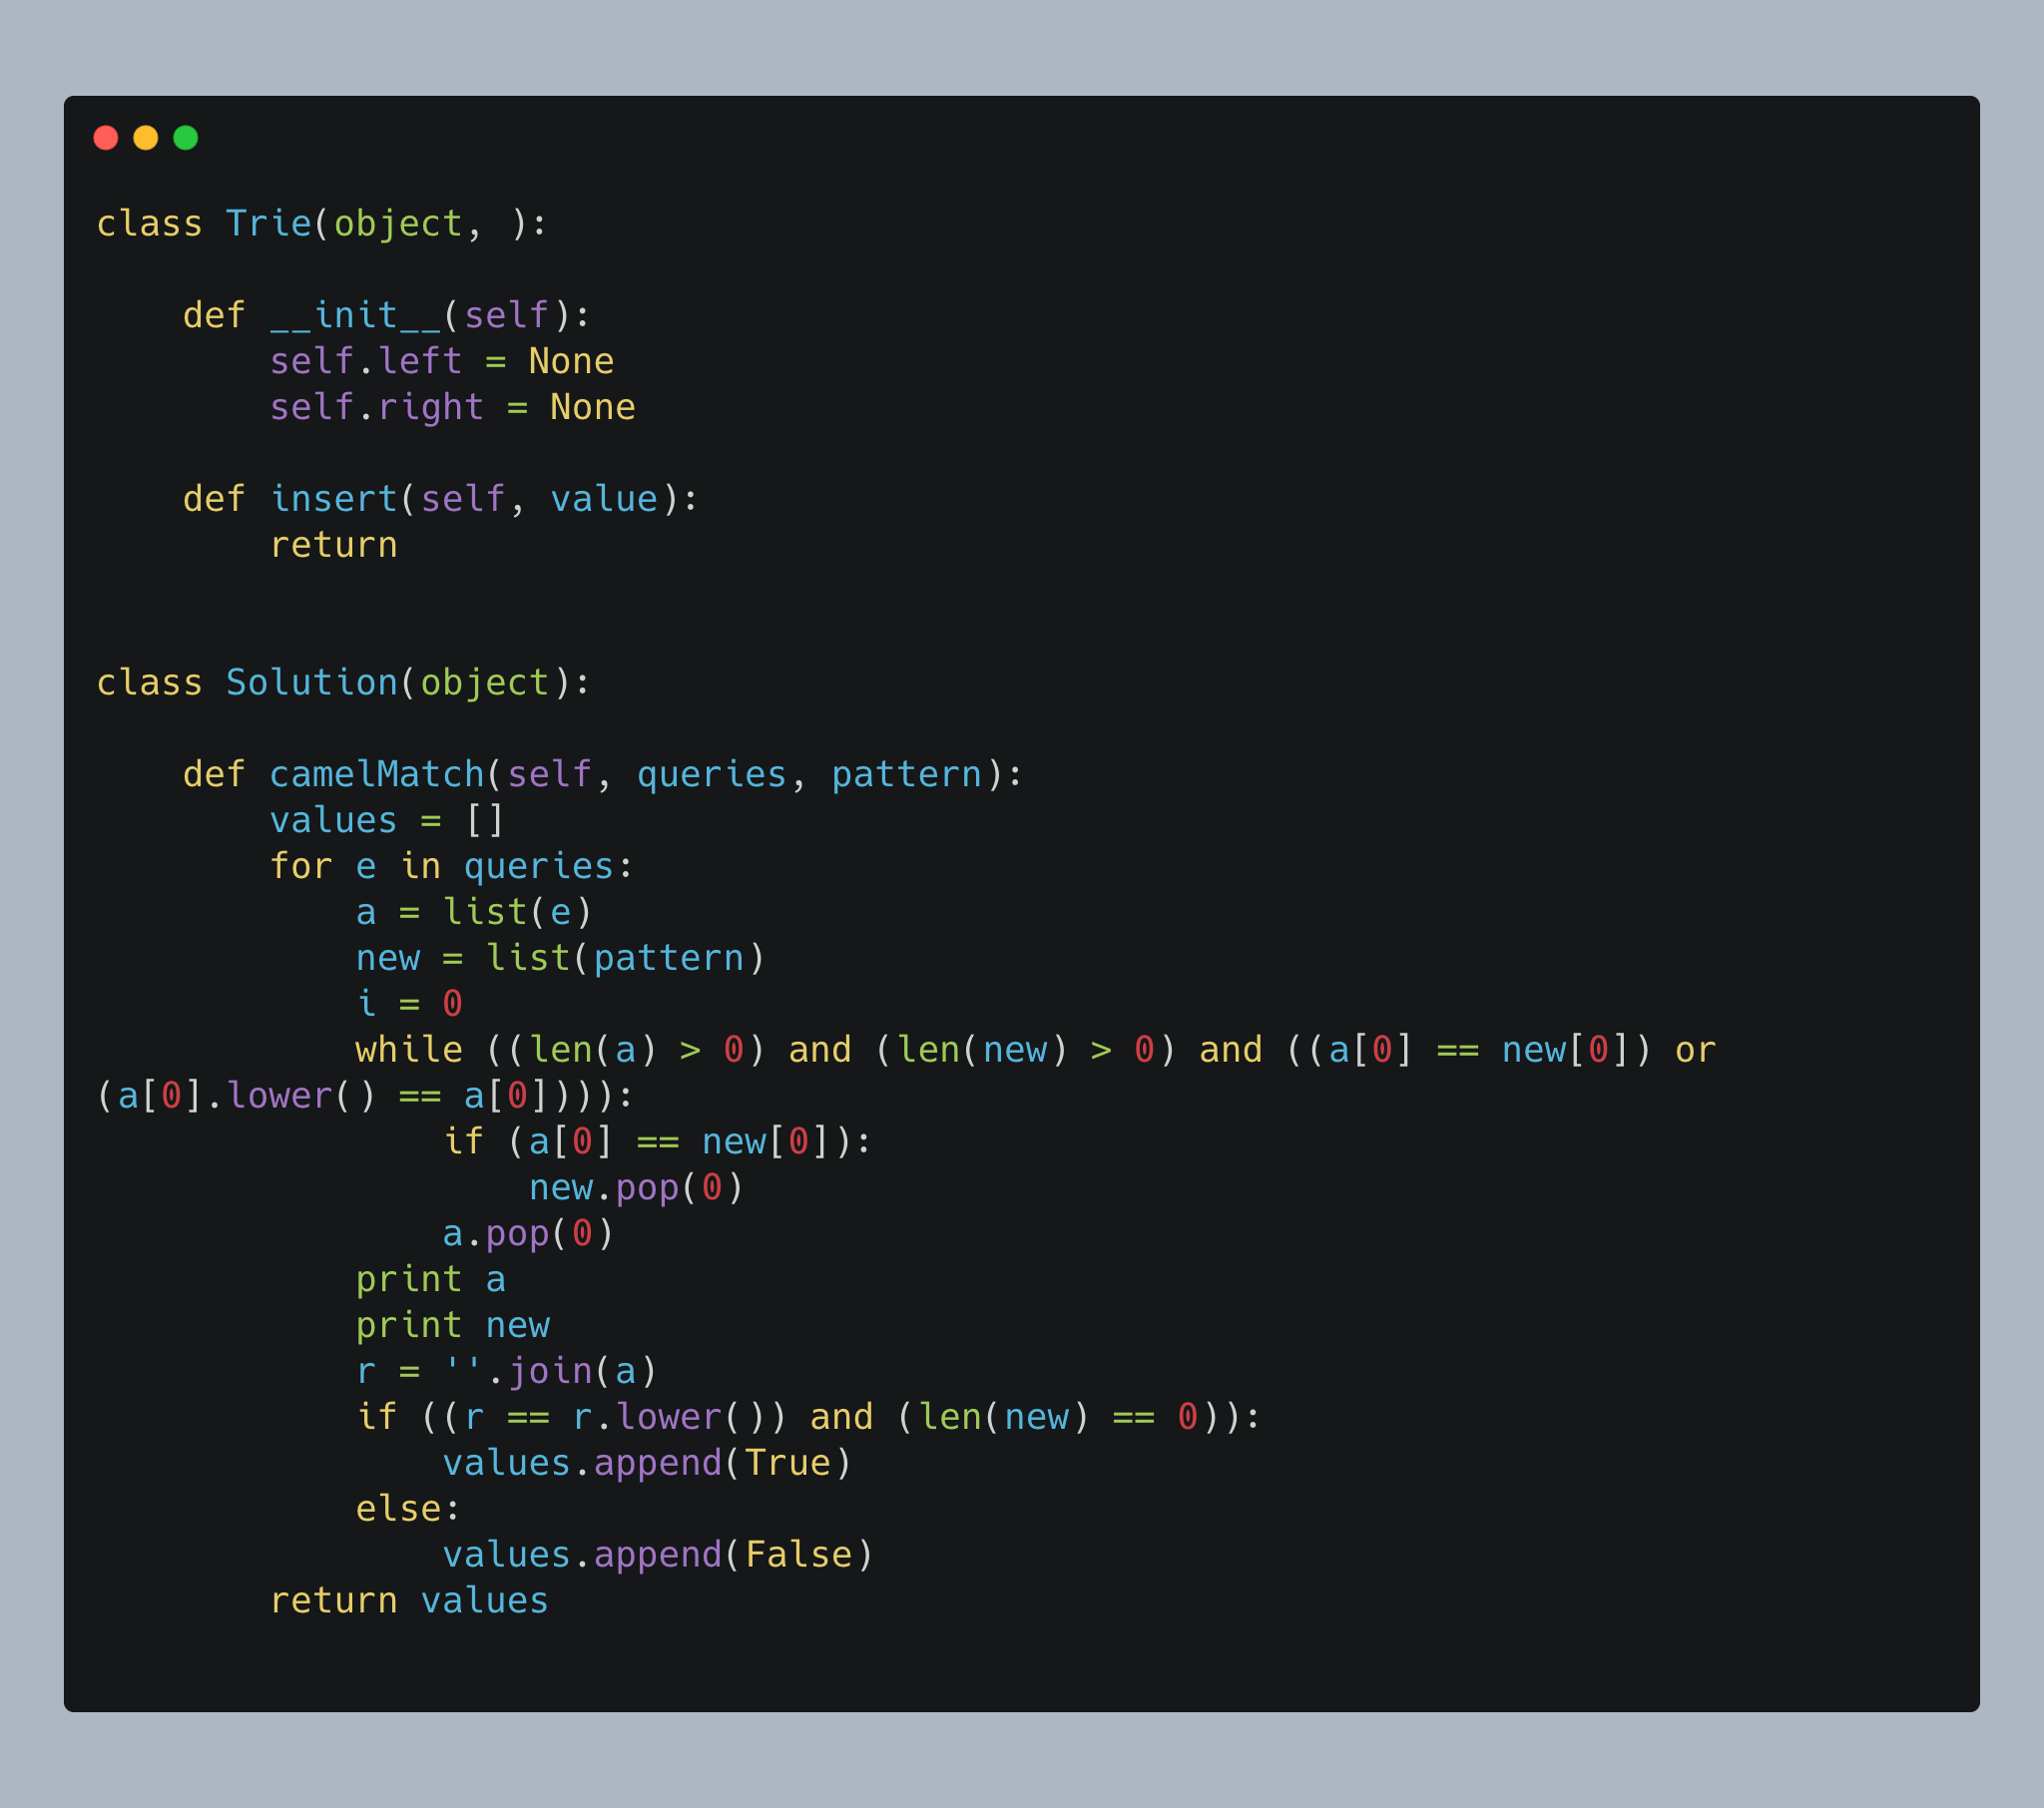 class Trie(object, ):

    def __init__(self):
        self.left = None
        self.right = None

    def insert(self, value):
        return


class Solution(object):

    def camelMatch(self, queries, pattern):
        values = []
        for e in queries:
            a = list(e)
            new = list(pattern)
            i = 0
            while ((len(a) > 0) and (len(new) > 0) and ((a[0] == new[0]) or
(a[0].lower() == a[0]))):
                if (a[0] == new[0]):
                    new.pop(0)
                a.pop(0)
            print a
            print new
            r = ''.join(a)
            if ((r == r.lower()) and (len(new) == 0)):
                values.append(True)
            else:
                values.append(False)
        return values